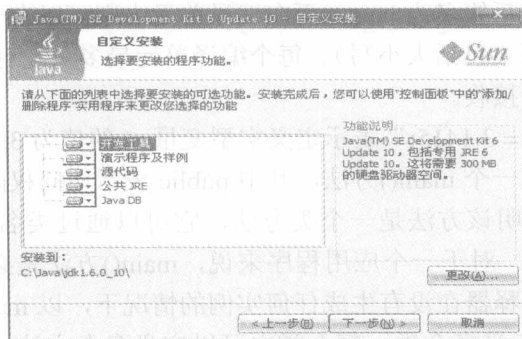 Java(TM) SE Development Kit 6 Update 10 - 自定义安装
自定义安装
选择要安装的程序功能。
Java
Sun
请从下面的列表中选择要安装的可选功能。安装完成后，您可以使用“控制面板”中的“添加/
删除程序”实用程序来更改您选择的功能
开发工具
演示程序及样例
源代码
公共 JRE
Java DB
功能说明
Java(TM) SE Development Kit 6
Update 10，包括专用 JRE 6
Update 10。这将需要 300 MB
的硬盘驱动器空间。
安装到：
C:\Java\jdk1.6.0_10\
更改(A)...
<上一步(B)
下一步(N) >
取消